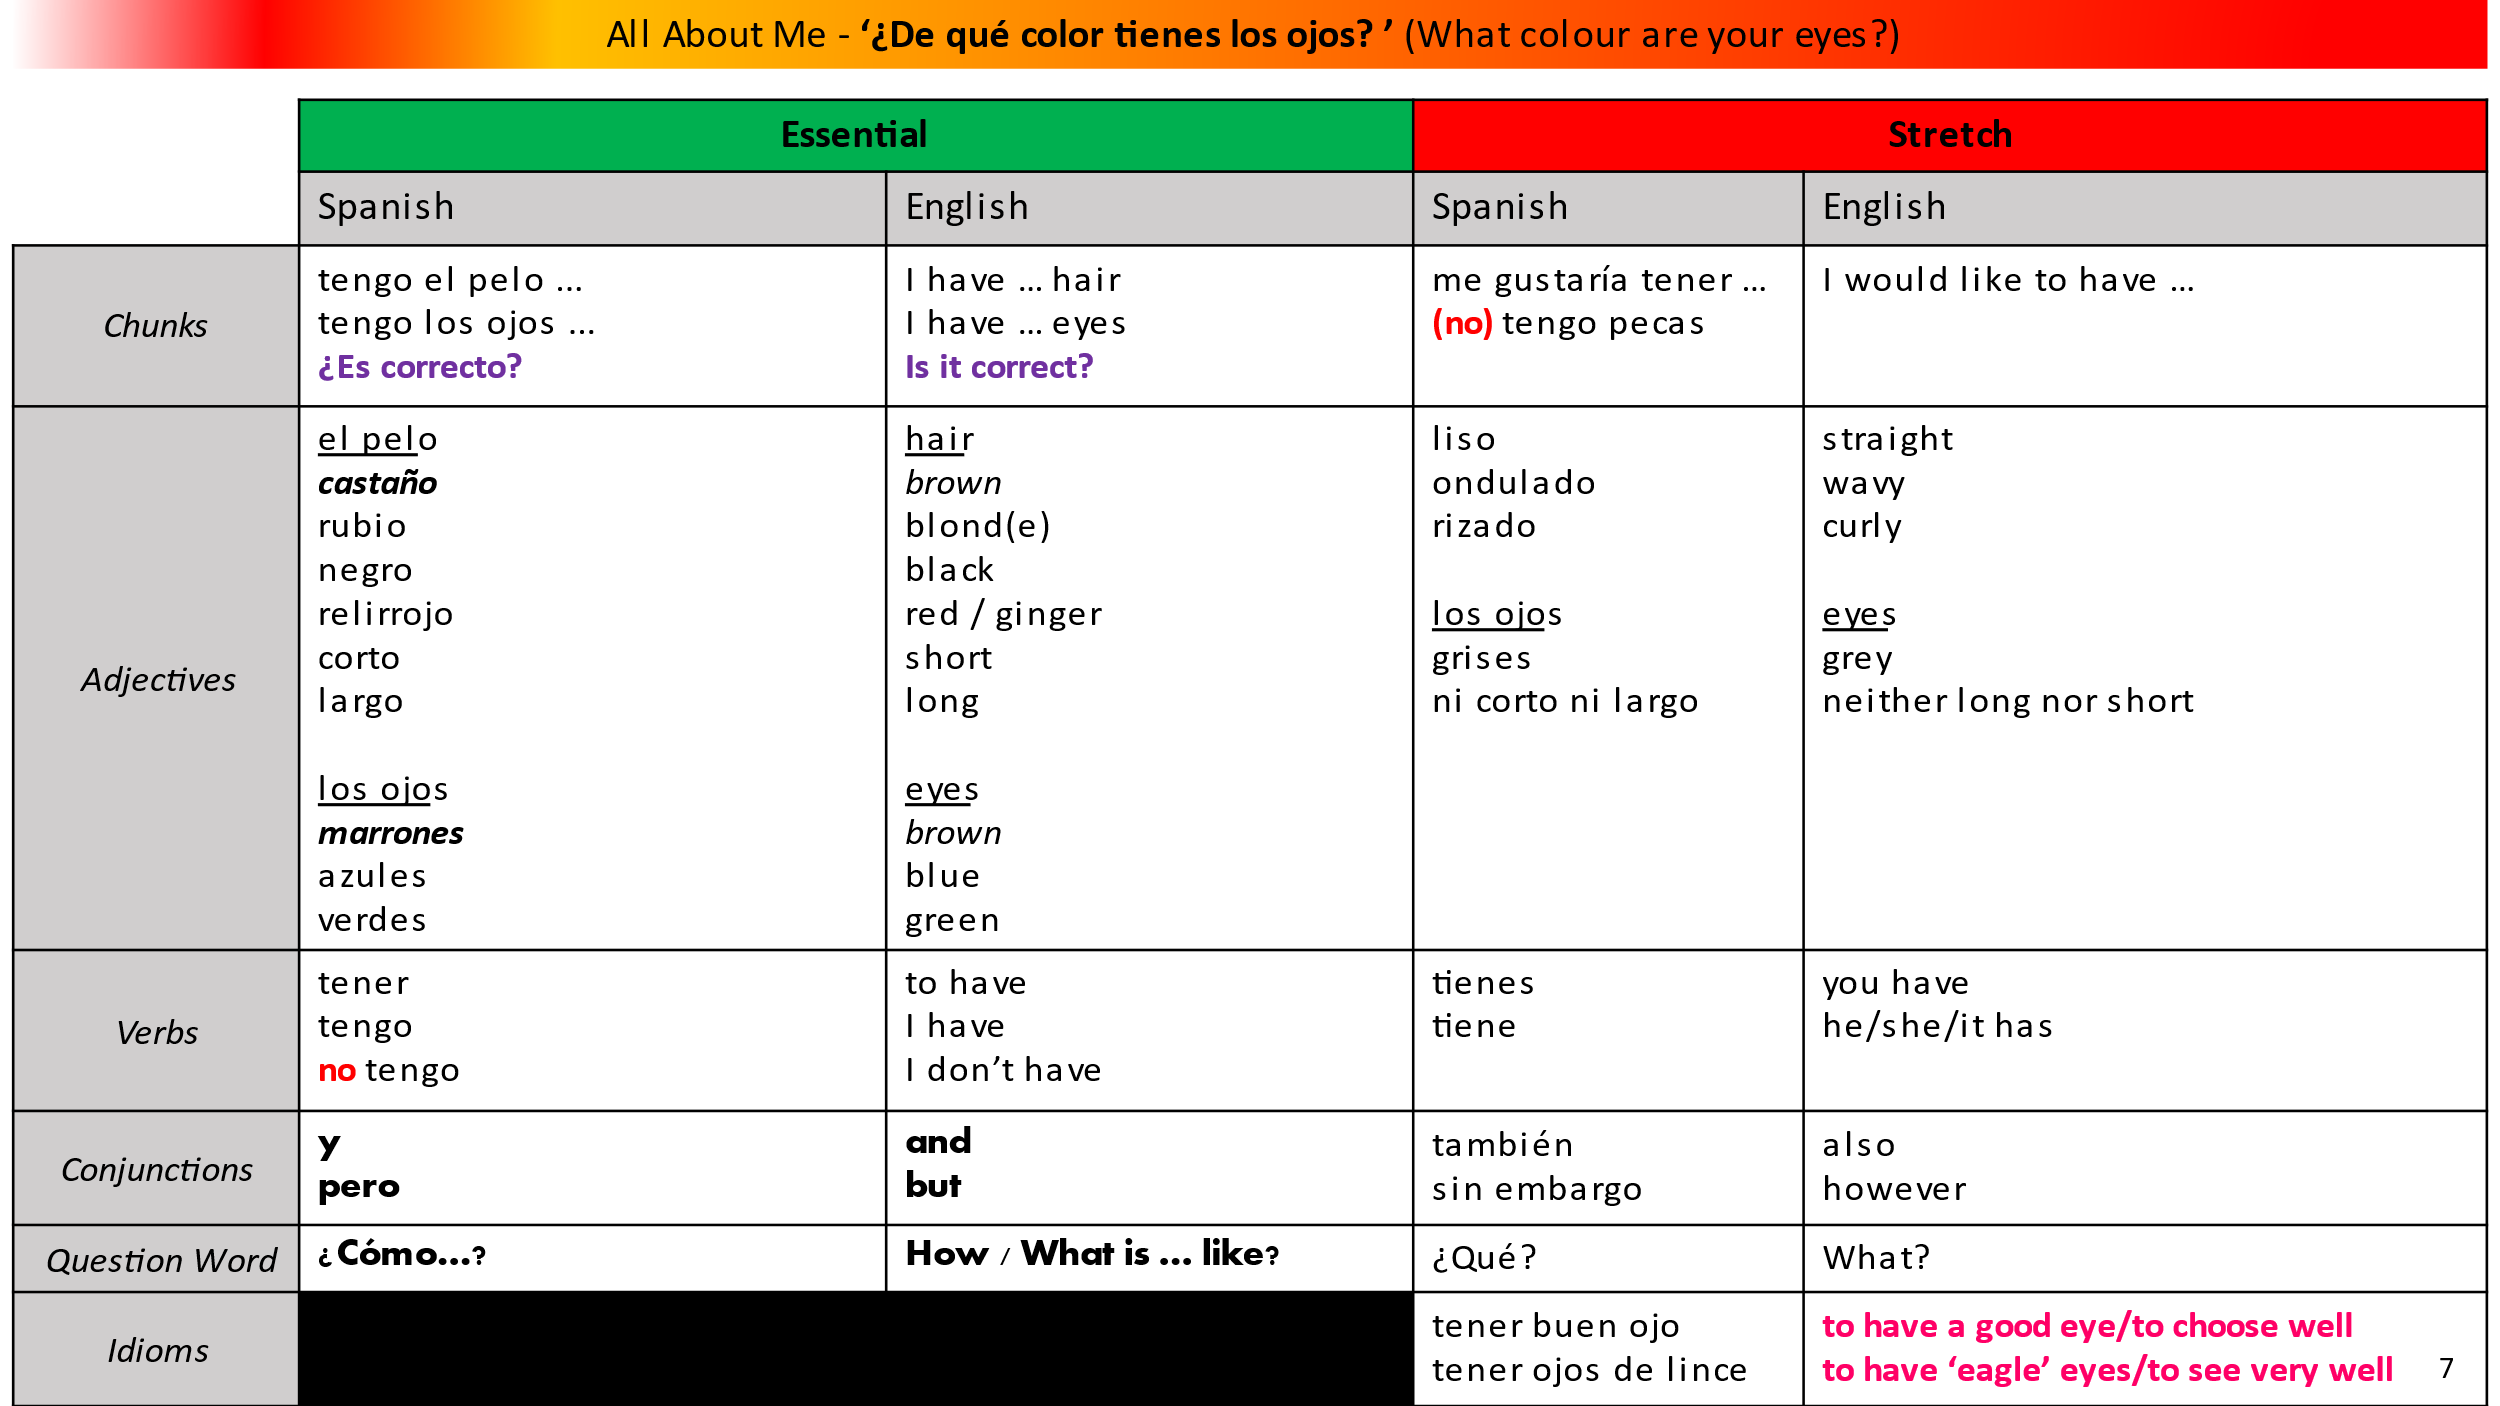 All About Me - ‘¿De qué color tienes los ojos? ’ (What colour are your eyes?)
Essential
Stretch
Spanish
English
Spanish
English
Chunks
tengo el pelo ...
tengo los ojos ...
¿Es correcto?
I have ... hair
I have ... eyes
Is it correct?
me gustaría tener ...
(no) tengo pecas
I would like to have ...
Adjectives
el pelo
castaño
rubio
negro
relirrojo
corto
largo
los ojos
marrones
azules
verdes
hair
brown
blond(e)
black
red / ginger
short
long
eyes
brown
blue
green
liso
ondulado
rizado
los ojos
grises
ni corto ni largo
straight
wavy
curly
eyes
grey
neither long nor short
Verbs
tener
tengo
no tengo
to have
I have
I don’t have
tienes
tiene
you have
he/she/it has
Conjunctions
y
pero
and
but
también
sin embargo
also
however
Question Word
¿Cómo...?
How / What is ... like?
¿Qué?
What?
Idioms
tener buen ojo
tener ojos de lince
to have a good eye/to choose well
to have ‘eagle’ eyes/to see very well
7